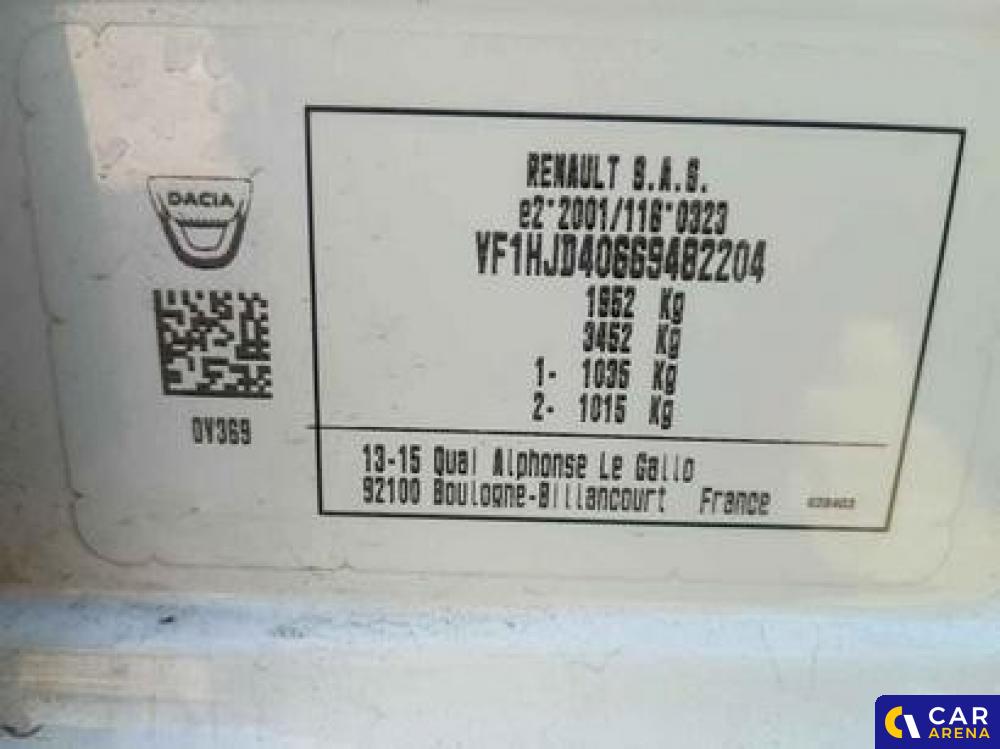 DACIA
0V369
RENAULT S.A.S.
e2*2001/116*0323
VF1HJD40669482204
1952 Kg
3452 Kg
1- 1035 Kg
2- 1015 Kg
13-15 Quai Alphonse Le Gallo
92100 Boulogne-Billancourt France
CAR
ARENA